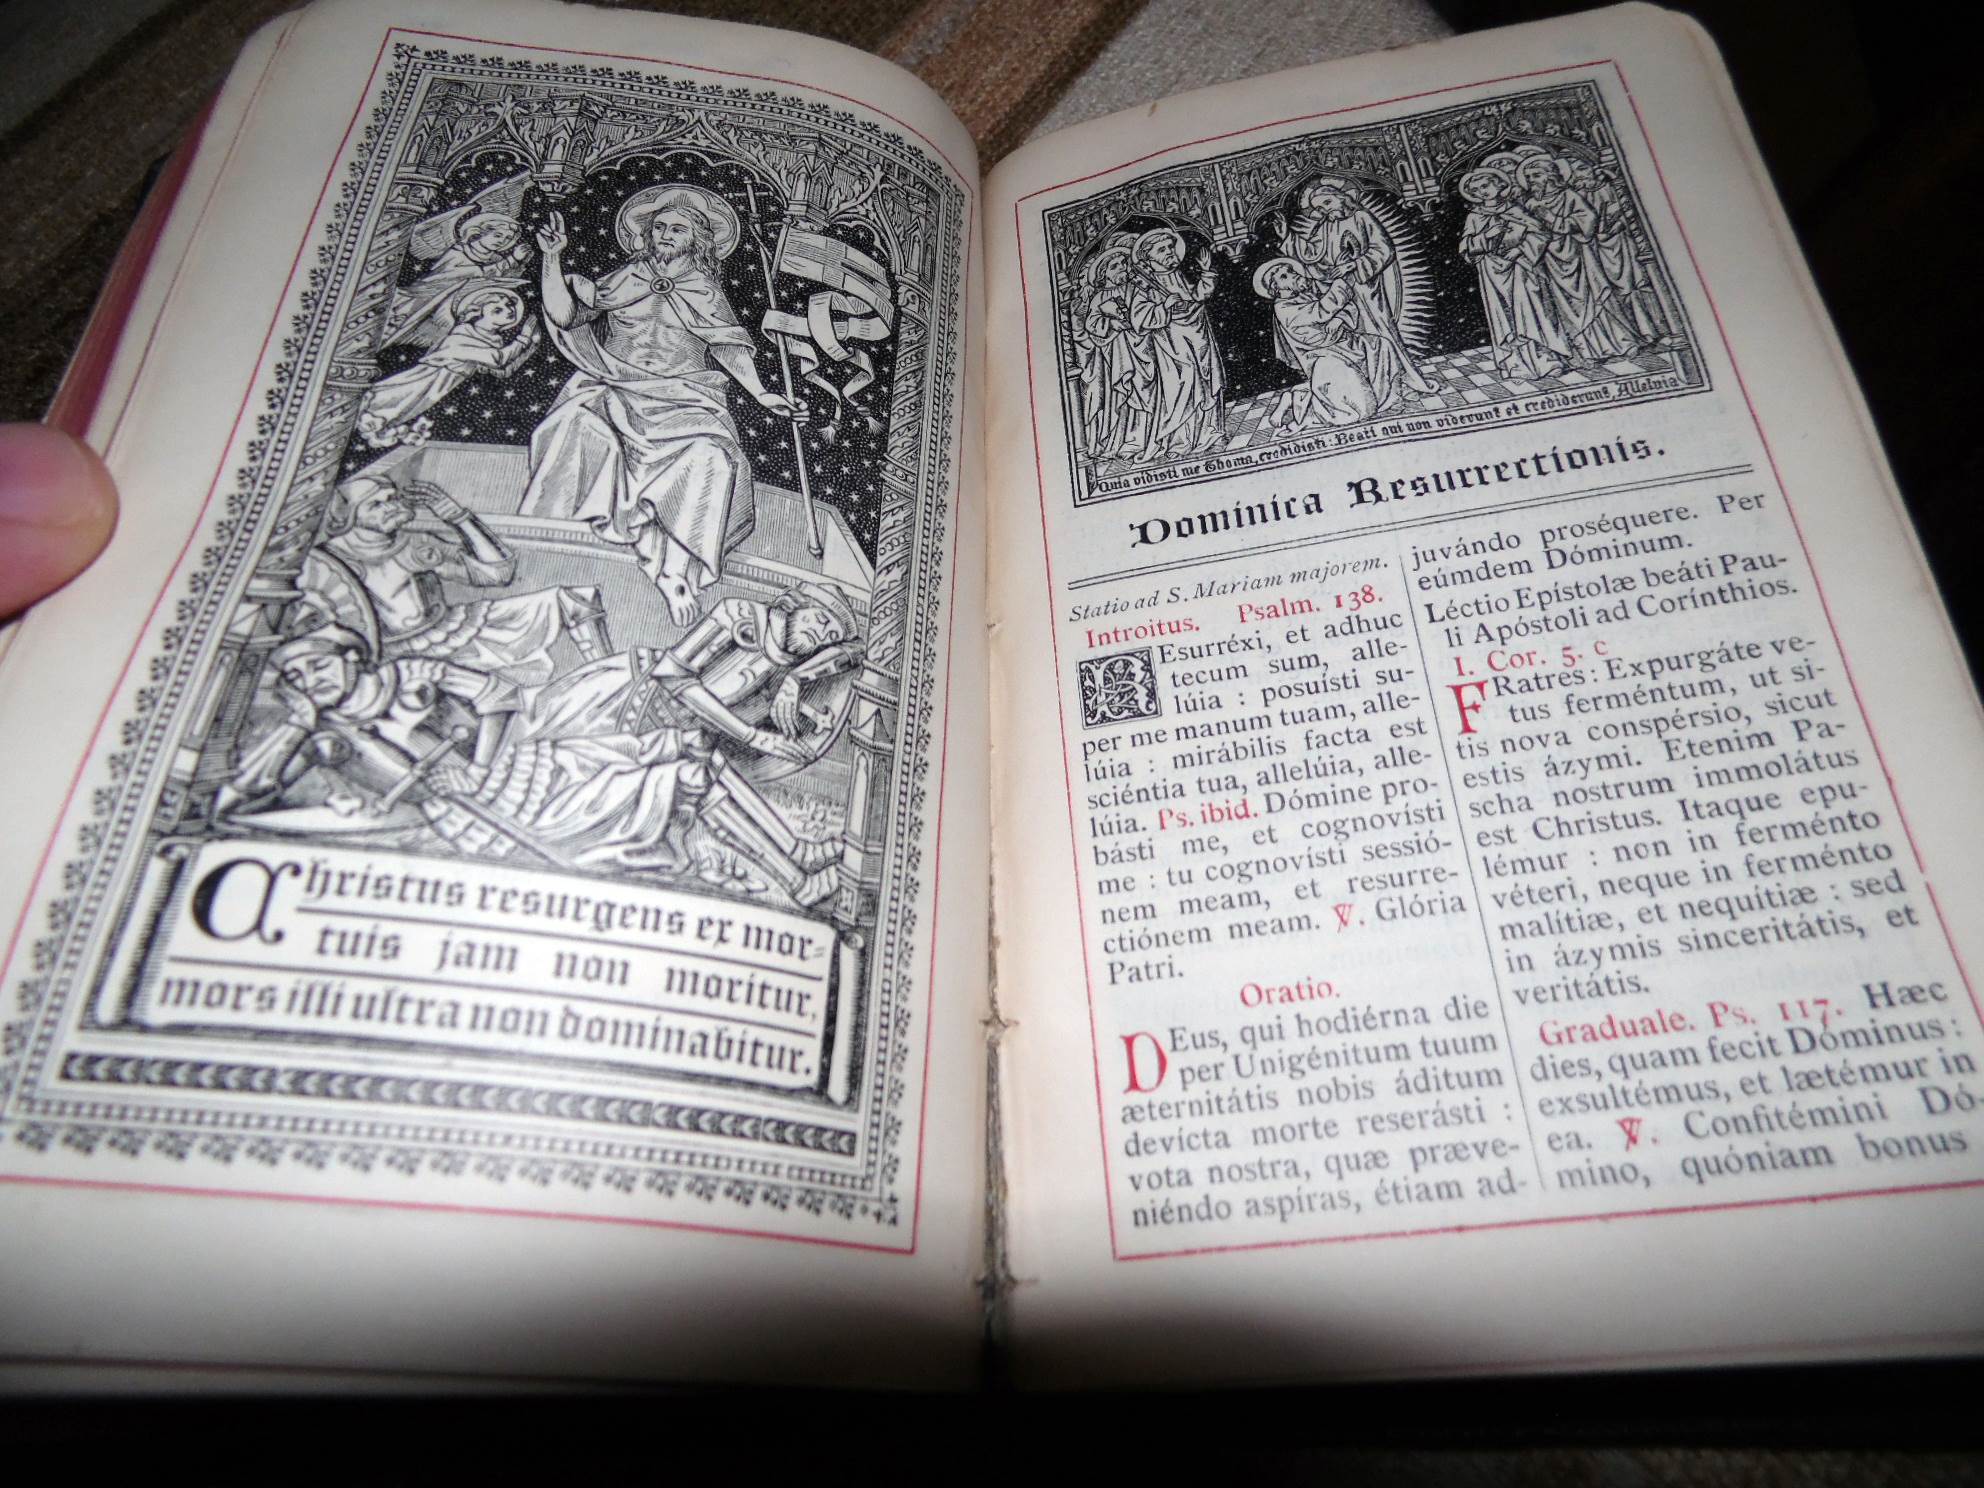 Christus resurgens ex mor=
tuis jam non moritur,
mors illi ultra non dominabitur.
Quia vidisti me Thoma, credidisti: Beati qui non viderunt et crediderunt, Alleluia
Dominica Resurrectionis.
Statio ad S. Mariam majorem.
Introitus. Psalm. 138.
REsurréxi, et adhuc
tecum sum, alle-
lúia : posuísti su-
per me manum tuam, alle-
lúia : mirábilis facta est
sciéntia tua, allelúia, alle-
lúia. Ps. ibid. Dómine pro-
básti me, et cognovísti
me : tu cognovísti sessió-
nem meam, et resurre-
ctiónem meam. ℣. Glória
Patri.
Oratio.
DEus, qui hodiérna die
per Unigénitum tuum
æternitátis nobis áditum
devícta morte reserásti :
vota nostra, quæ præve-
niéndo aspíras, étiam ad-
juvándo proséquere. Per
eúmdem Dóminum.
Léctio Epístolæ beáti Pau-
li Apóstoli ad Corínthios.
I. Cor. 5. c
FRatres : Expurgáte ve-
tus ferméntum, ut si-
tis nova conspérsio, sicut
estis ázymi. Etenim Pa-
scha nostrum immolátus
est Christus. Itaque epu-
lémur : non in ferménto
véteri, neque in ferménto
malítiæ, et nequítiæ : sed
in ázymis sinceritátis, et
veritátis.
Graduale. Ps. 117. Hæc
dies, quam fecit Dóminus :
exsultémus, et lætémur in
ea. ℣. Confitémini Dó-
mino, quóniam bonus